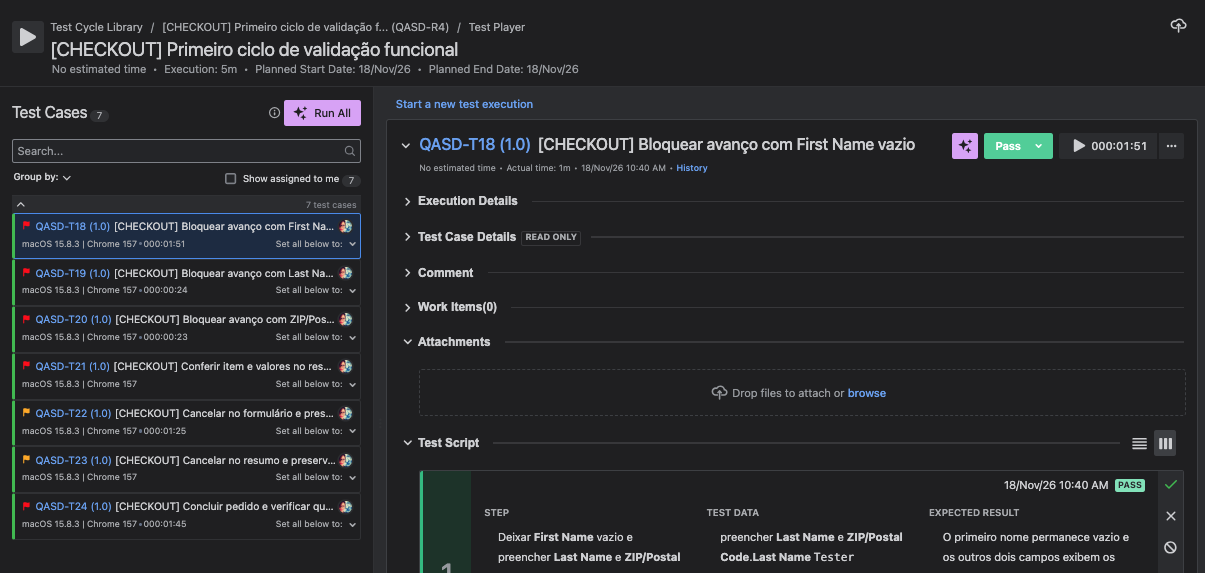 Test Cycle Library / [CHECKOUT] Primeiro ciclo de validação f... (QASD-R4) / Test Player
[CHECKOUT] Primeiro ciclo de validação funcional
No estimated time • Execution: 5m • Planned Start Date: 18/Nov/26 • Planned End Date: 18/Nov/26
Test Cases 7
Run All
Search...
Group by:
Show assigned to me 7
7 test cases
QASD-T18 (1.0) [CHECKOUT] Bloquear avanço com First Na...
macOS 15.8.3 | Chrome 157 • 000:01:51 Set all below to:
QASD-T19 (1.0) [CHECKOUT] Bloquear avanço com Last Na...
macOS 15.8.3 | Chrome 157 • 000:00:24 Set all below to:
QASD-T20 (1.0) [CHECKOUT] Bloquear avanço com ZIP/Pos...
macOS 15.8.3 | Chrome 157 • 000:00:23 Set all below to:
QASD-T21 (1.0) [CHECKOUT] Conferir item e valores no res...
macOS 15.8.3 | Chrome 157 Set all below to:
QASD-T22 (1.0) [CHECKOUT] Cancelar no formulário e pres...
macOS 15.8.3 | Chrome 157 • 000:01:25 Set all below to:
QASD-T23 (1.0) [CHECKOUT] Cancelar no resumo e preserv...
macOS 15.8.3 | Chrome 157 Set all below to:
QASD-T24 (1.0) [CHECKOUT] Concluir pedido e verificar qu...
macOS 15.8.3 | Chrome 157 • 000:01:45 Set all below to:
Start a new test execution
QASD-T18 (1.0) [CHECKOUT] Bloquear avanço com First Name vazio
Pass
000:01:51
No estimated time • Actual time: 1m • 18/Nov/26 10:40 AM • History
Execution Details
Test Case Details READ ONLY
Comment
Work Items(0)
Attachments
Drop files to attach or browse
Test Script
18/Nov/26 10:40 AM PASS
STEP TEST DATA EXPECTED RESULT
Deixar First Name vazio e preencher Last Name e ZIP/Postal O primeiro nome permanece vazio e
preencher Last Name e ZIP/Postal Code.Last Name Tester os outros dois campos exibem os
1